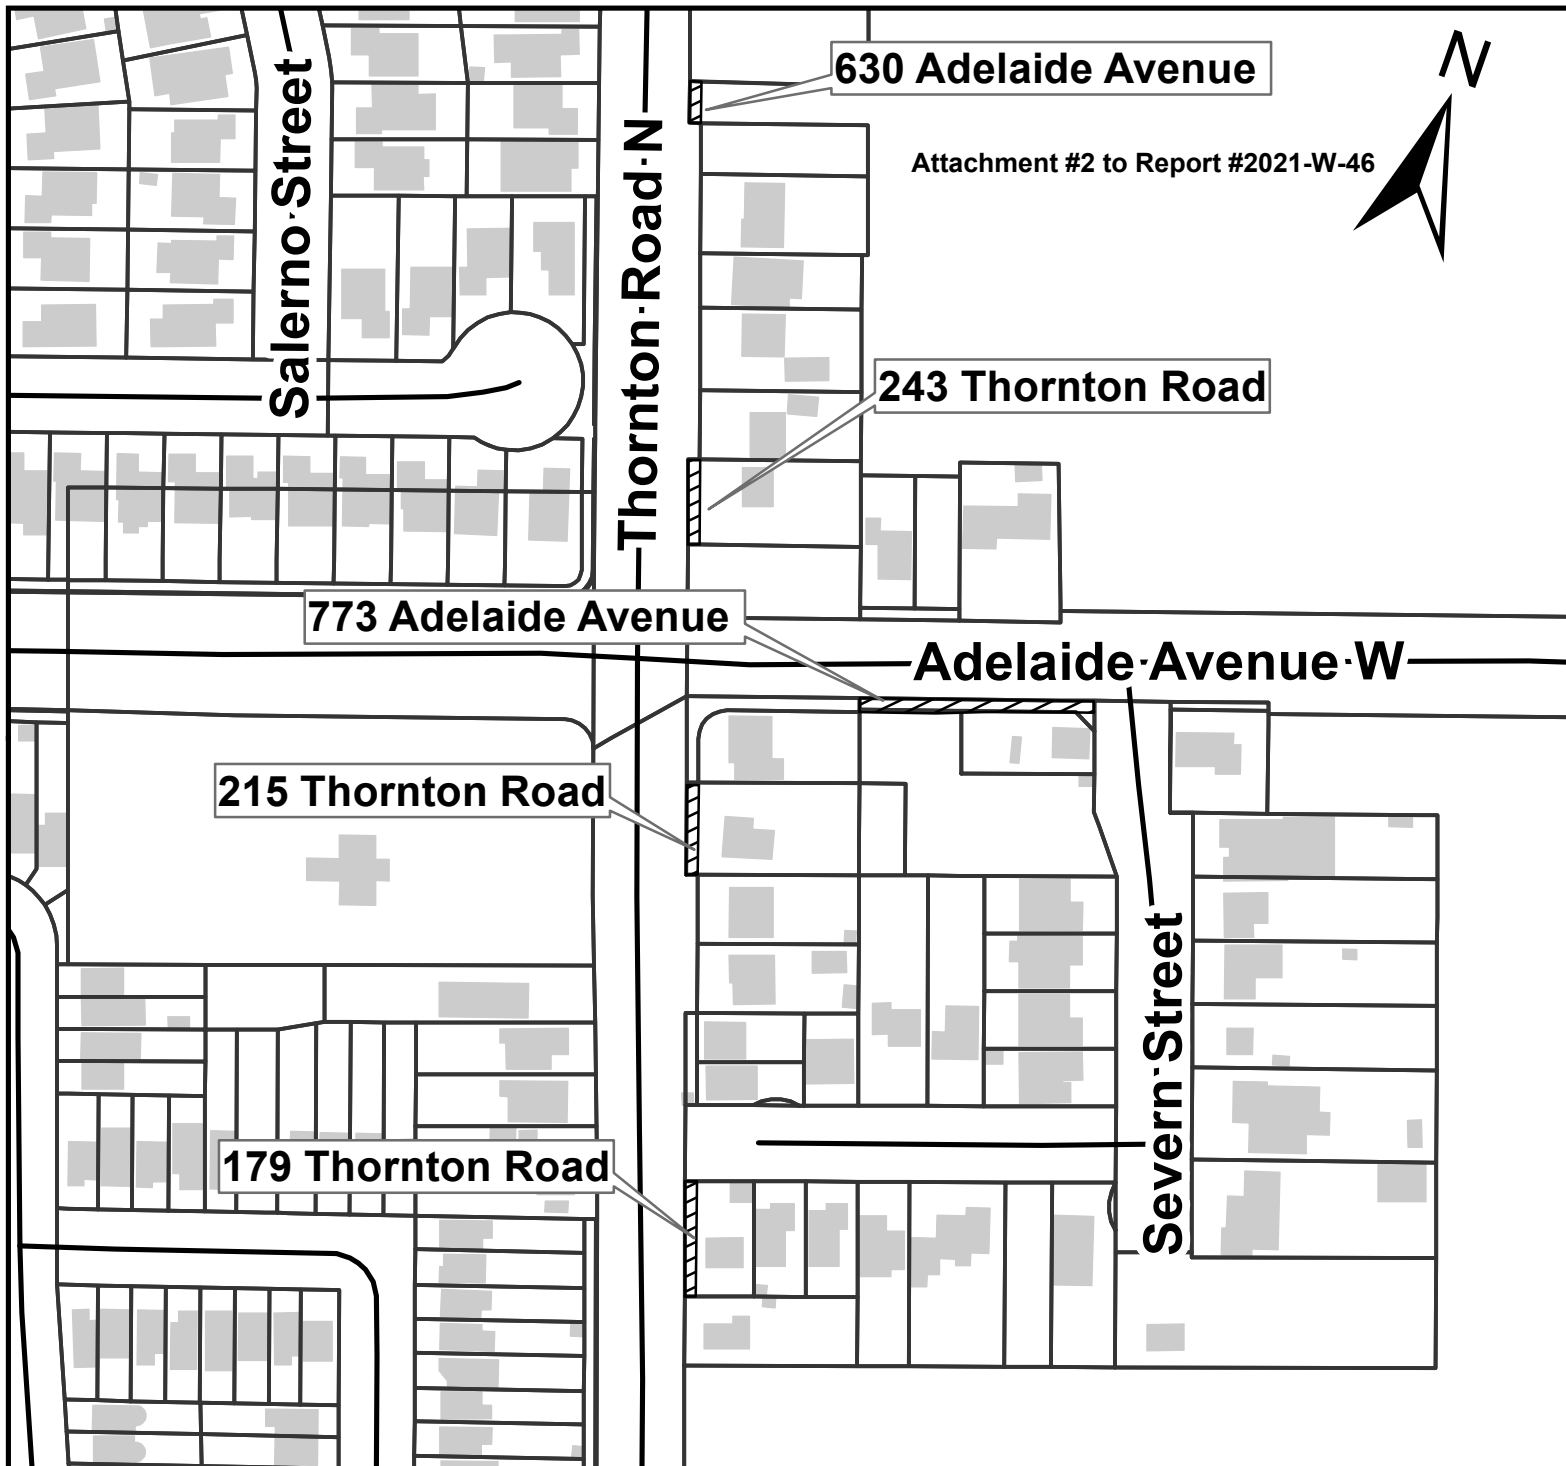 630 Adelaide Avenue
N
Attachment #2 to Report #2021-W-46
Salerno Street
Thornton Road N
243 Thornton Road
773 Adelaide Avenue
Adelaide Avenue W
215 Thornton Road
Severn Street
179 Thornton Road